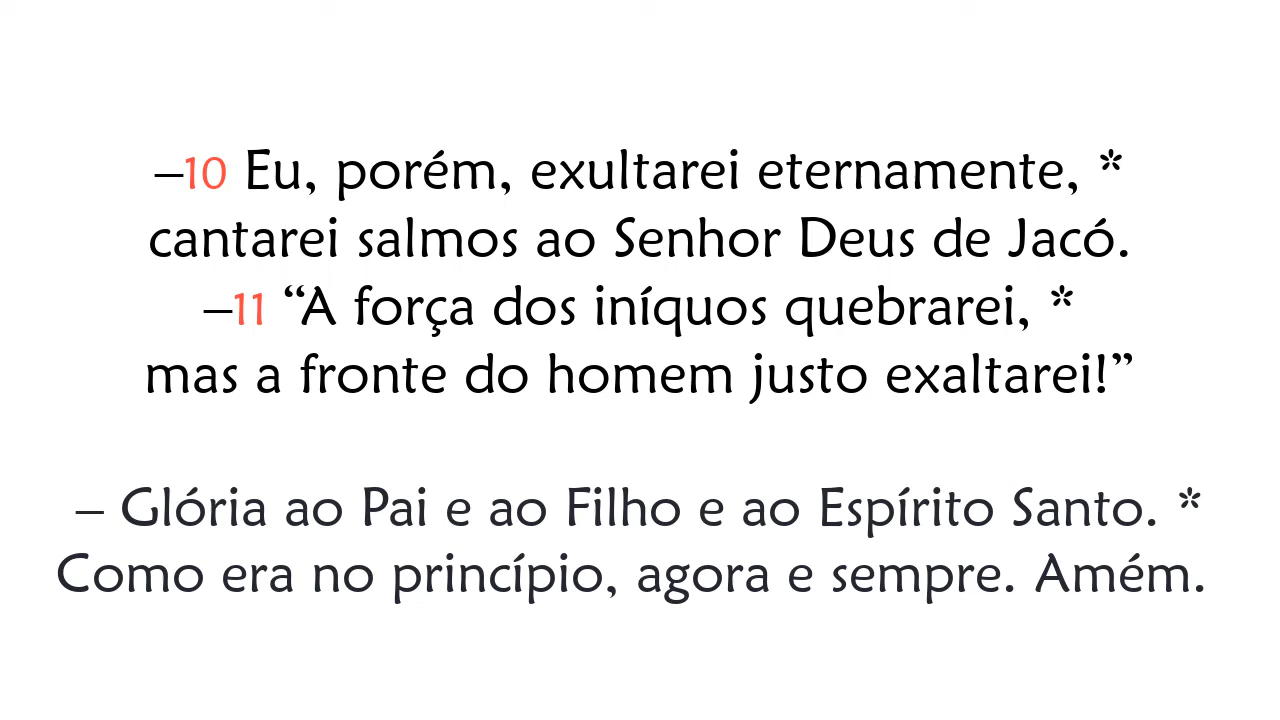 –10 Eu, porém, exultarei eternamente, *
cantarei salmos ao Senhor Deus de Jacó.
–11 “A força dos iníquos quebrarei, *
mas a fronte do homem justo exaltarei!”
– Glória ao Pai e ao Filho e ao Espírito Santo. *
Como era no princípio, agora e sempre. Amém.